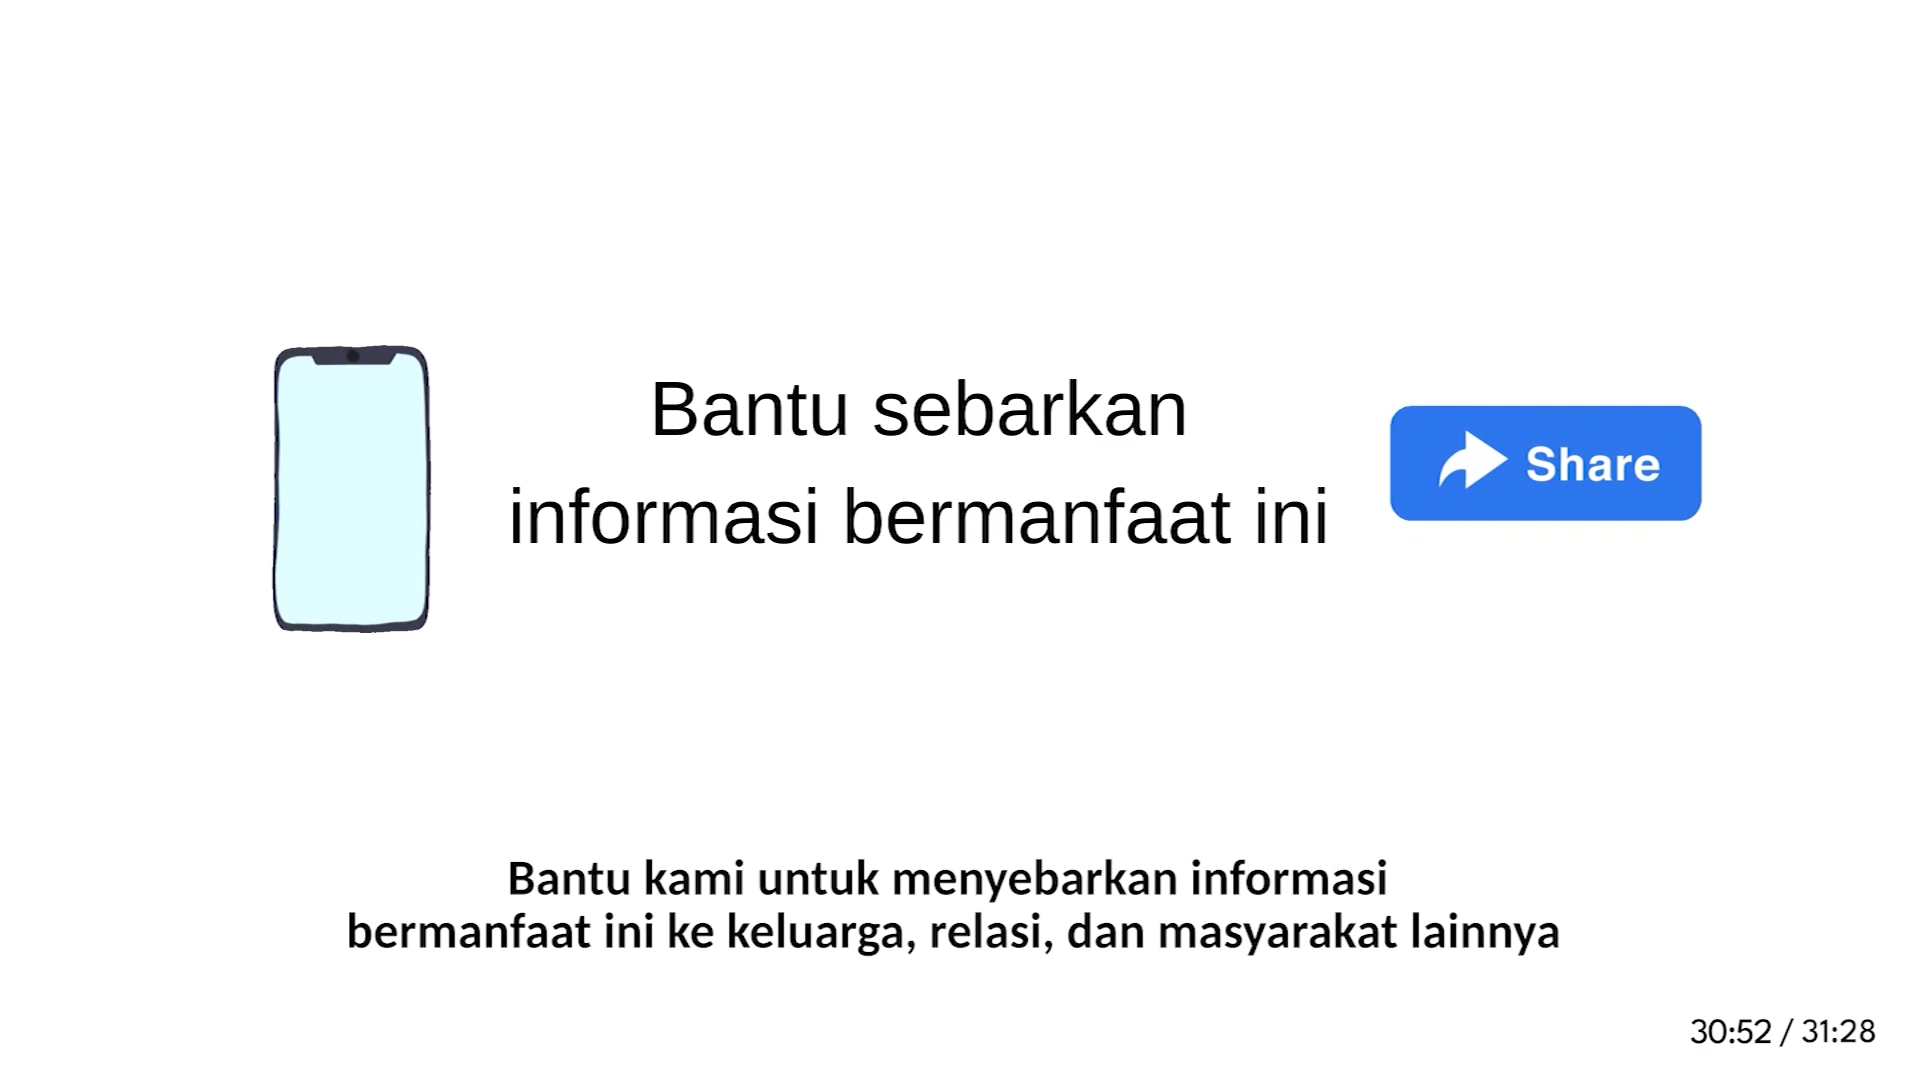 Bantu sebarkan
informasi bermanfaat ini
Share
Bantu kami untuk menyebarkan informasi
bermanfaat ini ke keluarga, relasi, dan masyarakat lainnya
30:52 / 31:28